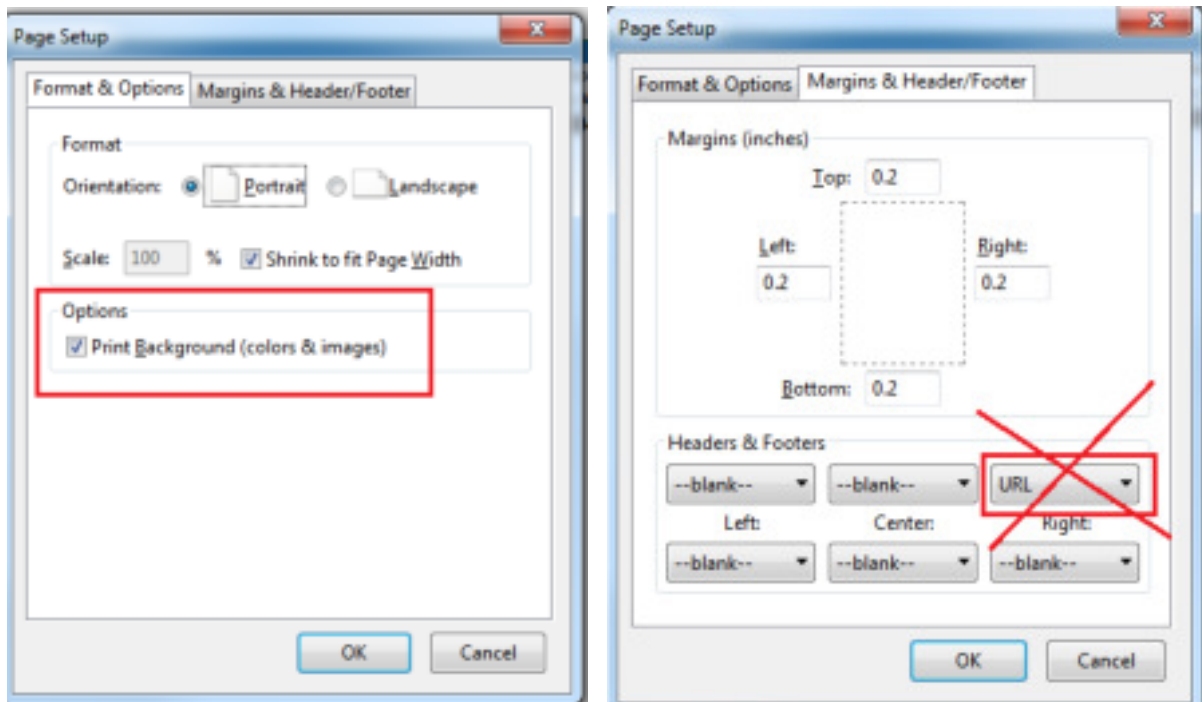 Page Setup
Format & Options Margins & Header/Footer
Format
Orientation: Portrait Landscape
Scale: 100 % Shrink to fit Page Width
Options
Print Background (colors & images)
OK Cancel
Page Setup
Format & Options Margins & Header/Footer
Margins (inches)
Top: 0.2
Left: Right:
0.2 0.2
Bottom: 0.2
Headers & Footers
--blank-- --blank-- URL
Left: Center: Right:
--blank-- --blank-- --blank--
OK Cancel